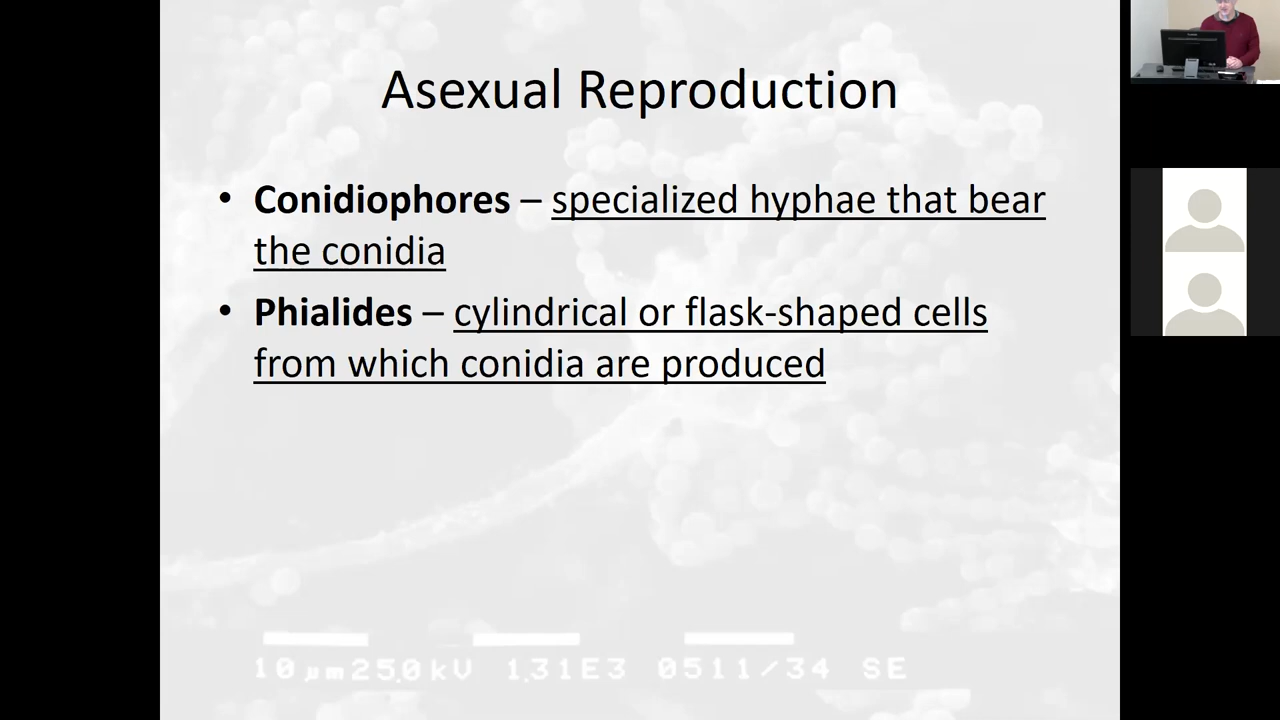 Asexual Reproduction
• Conidiophores – specialized hyphae that bear
the conidia
• Phialides – cylindrical or flask-shaped cells
from which conidia are produced
10µm25.0kV 1.31E3 0511/34 SE